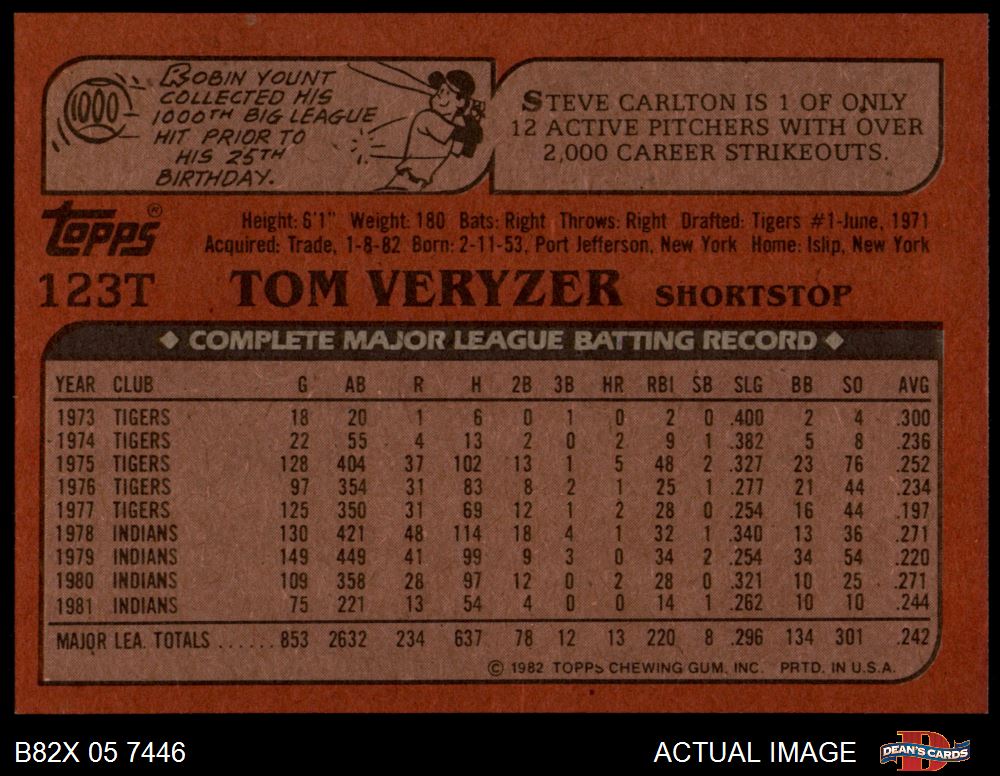 1000
ROBIN YOUNT
COLLECTED HIS
1000TH BIG LEAGUE
HIT PRIOR TO
HIS 25TH
BIRTHDAY.
STEVE CARLTON IS 1 OF ONLY
12 ACTIVE PITCHERS WITH OVER
2,000 CAREER STRIKEOUTS.
TOPPS®
Height: 6'1" Weight: 180 Bats: Right Throws: Right Drafted: Tigers #1-June, 1971
Acquired: Trade, 1-8-82 Born: 2-11-53, Port Jefferson, New York Home: Islip, New York
123T TOM VERYZER SHORTSTOP
◆ COMPLETE MAJOR LEAGUE BATTING RECORD ◆
YEAR CLUB G AB R H 2B 3B HR RBI SB SLG BB SO AVG
1973 TIGERS 18 20 1 6 0 1 0 2 0 .400 2 4 .300
1974 TIGERS 22 55 4 13 2 0 2 9 1 .382 5 8 .236
1975 TIGERS 128 404 37 102 13 1 5 48 2 .327 23 76 .252
1976 TIGERS 97 354 31 83 8 2 1 25 1 .277 21 44 .234
1977 TIGERS 125 350 31 69 12 1 2 28 0 .254 16 44 .197
1978 INDIANS 130 421 48 114 18 4 1 32 1 .340 13 36 .271
1979 INDIANS 149 449 41 99 9 3 0 34 2 .254 34 54 .220
1980 INDIANS 109 358 28 97 12 0 2 28 0 .321 10 25 .271
1981 INDIANS 75 221 13 54 4 0 0 14 1 .262 10 10 .244
MAJOR LEA. TOTALS ...... 853 2632 234 637 78 12 13 220 8 .296 134 301 .242
© 1982 TOPPS CHEWING GUM, INC. PRTD. IN U.S.A.
B82X 05 7446
ACTUAL IMAGE
D
DEAN'S CARDS